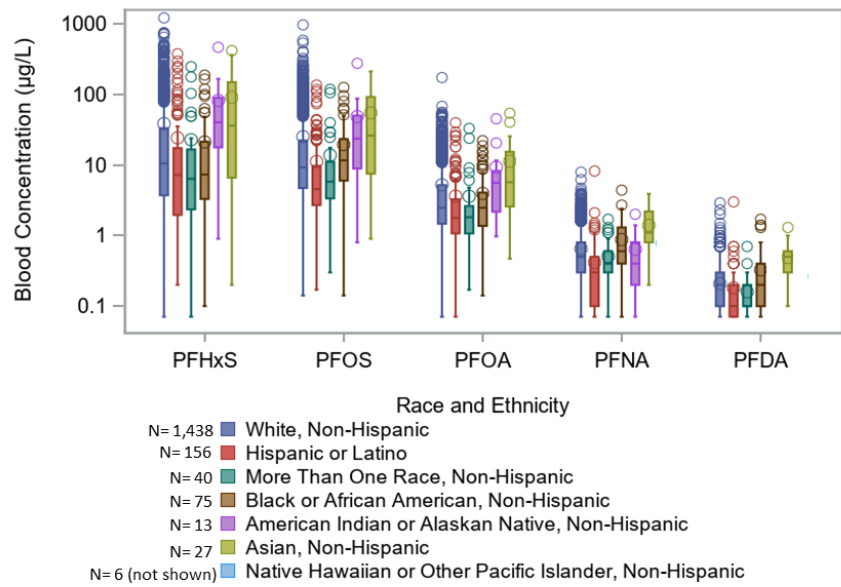 Blood Concentration (µg/L)
1000
100
10
1
0.1
PFHxS PFOS PFOA PFNA PFDA
Race and Ethnicity
N= 1,438 White, Non-Hispanic
N= 156 Hispanic or Latino
N= 40 More Than One Race, Non-Hispanic
N= 75 Black or African American, Non-Hispanic
N= 13 American Indian or Alaskan Native, Non-Hispanic
N= 27 Asian, Non-Hispanic
N= 6 (not shown) Native Hawaiian or Other Pacific Islander, Non-Hispanic